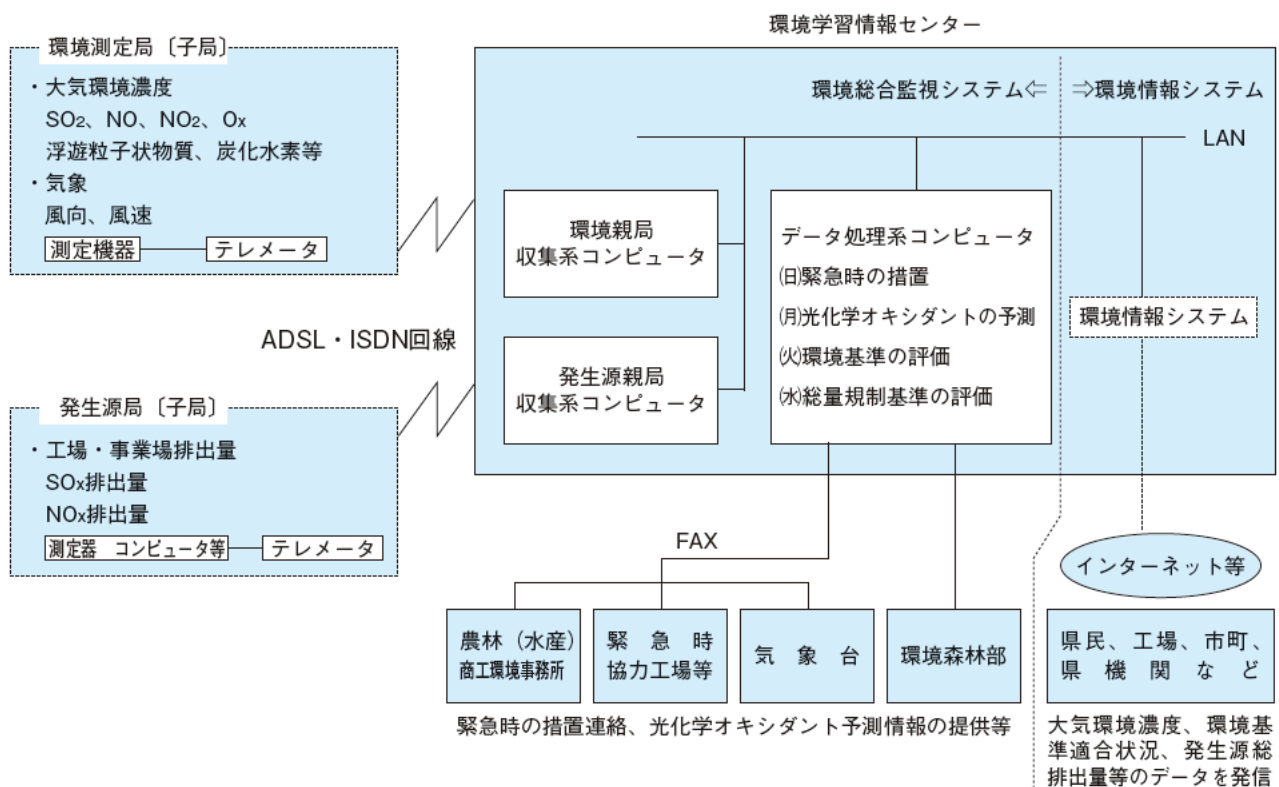 環境学習情報センター
環境測定局〔子局〕
・大気環境濃度
SO₂、NO、NO₂、Ox
浮遊粒子状物質、炭化水素等
・気象
風向、風速
測定機器 テレメータ
ADSL・ISDN回線
発生源局〔子局〕
・工場・事業場排出量
SOx排出量
NOx排出量
測定器 コンピュータ等 テレメータ
環境総合監視システム⇐ ⇒環境情報システム
LAN
環境親局
収集系コンピュータ
発生源親局
収集系コンピュータ
データ処理系コンピュータ
㈰緊急時の措置
㈪光化学オキシダントの予測
㈫環境基準の評価
㈬総量規制基準の評価
環境情報システム
FAX
インターネット等
農林(水産)
商工環境事務所
緊急時
協力工場等
気象台
環境森林部
県民、工場、市町、
県機関など
緊急時の措置連絡、光化学オキシダント予測情報の提供等
大気環境濃度、環境基
準適合状況、発生源総
排出量等のデータを発信